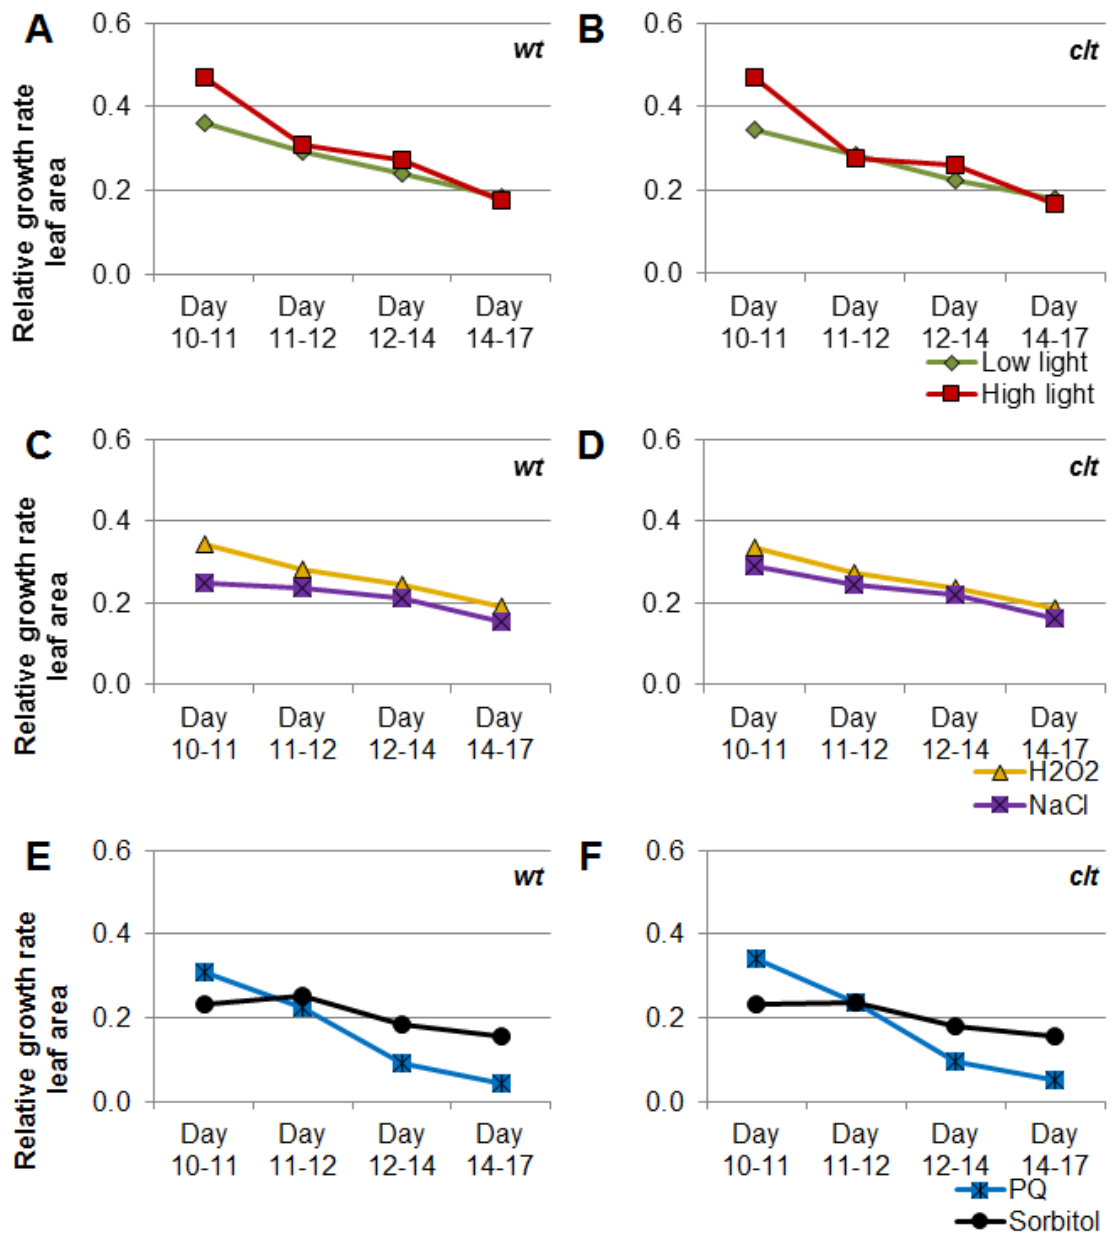 A
wt
0.6
0.4
0.2
0.0
Relative growth rate
leaf area
Day
10-11
Day
11-12
Day
12-14
Day
14-17
B
clt
0.6
0.4
0.2
0.0
Day
10-11
Day
11-12
Day
12-14
Day
14-17
Low light
High light
C
wt
0.6
0.4
0.2
0.0
Relative growth rate
leaf area
Day
10-11
Day
11-12
Day
12-14
Day
14-17
D
clt
0.6
0.4
0.2
0.0
Day
10-11
Day
11-12
Day
12-14
Day
14-17
H2O2
NaCl
E
wt
0.6
0.4
0.2
0.0
Relative growth rate
leaf area
Day
10-11
Day
11-12
Day
12-14
Day
14-17
F
clt
0.6
0.4
0.2
0.0
Day
10-11
Day
11-12
Day
12-14
Day
14-17
PQ
Sorbitol